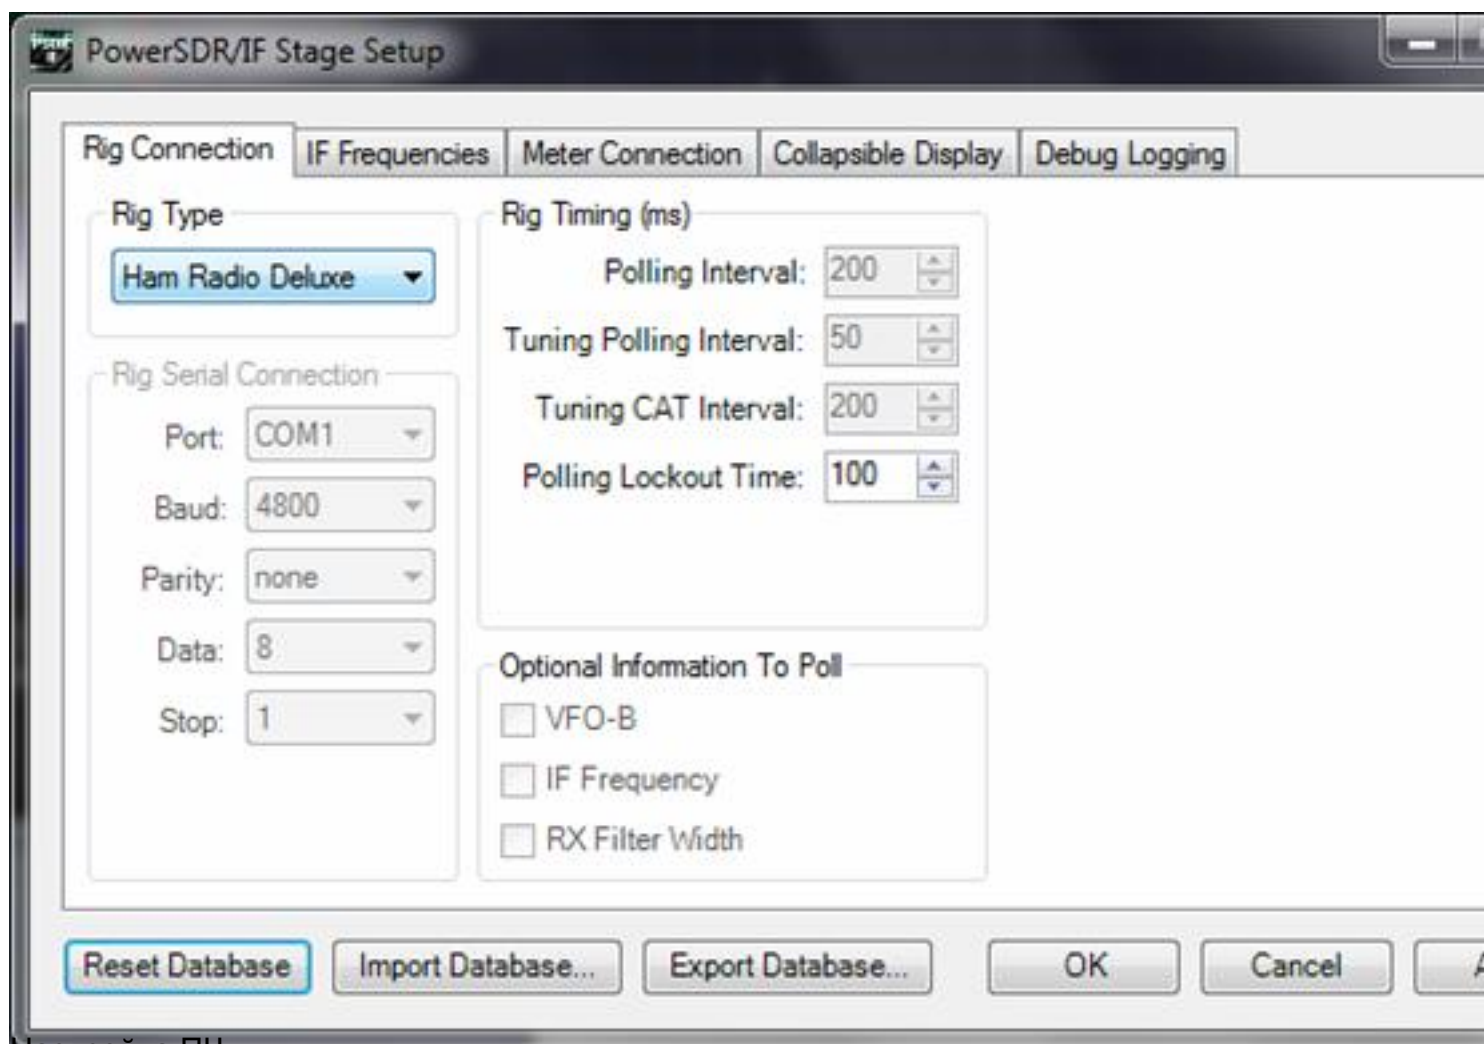 PowerSDR/IF Stage Setup
Rig Connection
IF Frequencies
Meter Connection
Collapsible Display
Debug Logging
Rig Type
Ham Radio Deluxe
Rig Serial Connection
Port: COM1
Baud: 4800
Parity: none
Data: 8
Stop: 1
Rig Timing (ms)
Polling Interval: 200
Tuning Polling Interval: 50
Tuning CAT Interval: 200
Polling Lockout Time: 100
Optional Information To Poll
VFO-B
IF Frequency
RX Filter Width
Reset Database
Import Database...
Export Database...
OK
Cancel